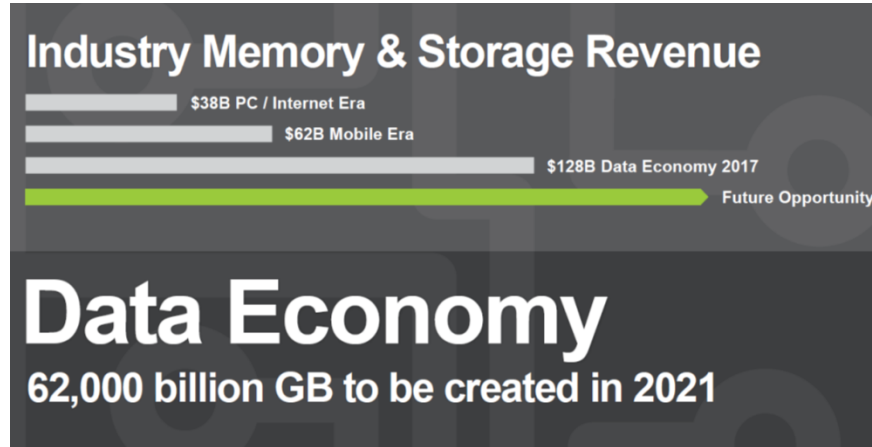 Industry Memory & Storage Revenue
$38B PC / Internet Era
$62B Mobile Era
$128B Data Economy 2017
Future Opportunity
Data Economy
62,000 billion GB to be created in 2021